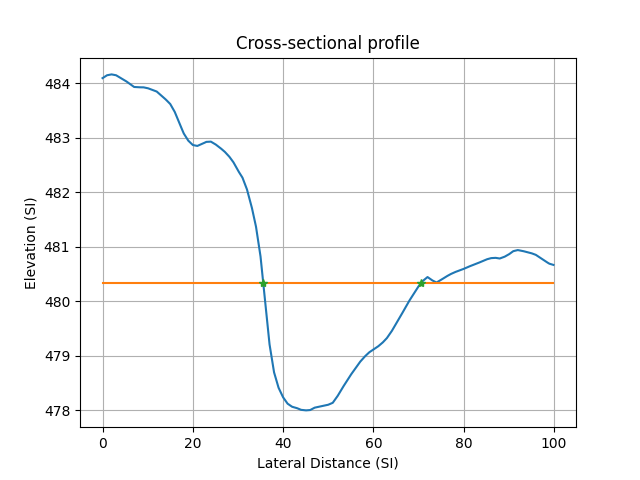 Cross-sectional profile
484
483
482
481
480
479
478
Elevation (SI)
0 20 40 60 80 100
Lateral Distance (SI)